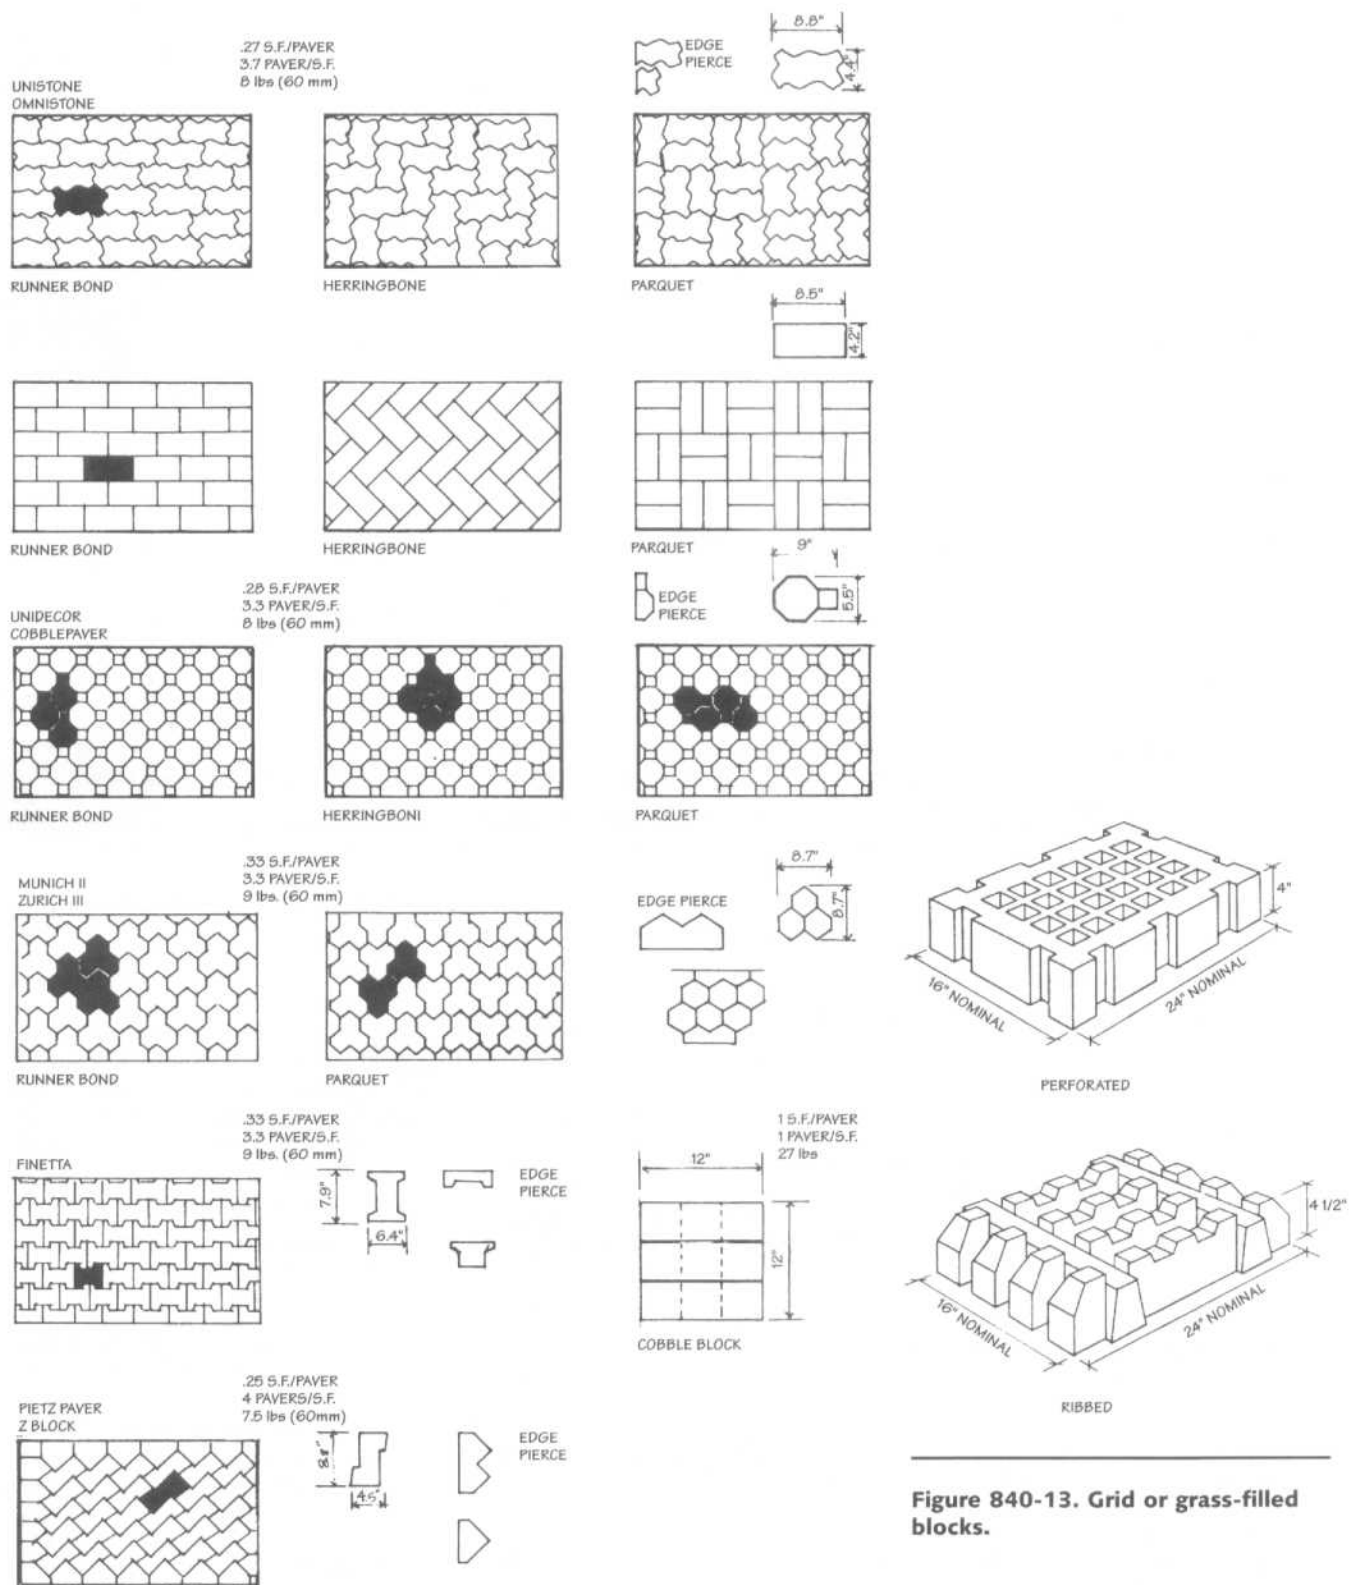 .27 S.F./PAVER
3.7 PAVER/S.F.
8 lbs (60 mm)
UNISTONE
OMNISTONE
EDGE
PIERCE
8.8"
4.4"
RUNNER BOND
HERRINGBONE
PARQUET
8.5"
4.2"
RUNNER BOND
HERRINGBONE
PARQUET
.28 S.F./PAVER
3.3 PAVER/S.F.
8 lbs (60 mm)
UNIDECOR
COBBLEPAVER
EDGE
PIERCE
9"
5.5"
RUNNER BOND
HERRINGBONI
PARQUET
.33 S.F./PAVER
3.3 PAVER/S.F.
9 lbs. (60 mm)
MUNICH II
ZURICH III
EDGE PIERCE
8.7"
8.7"
RUNNER BOND
PARQUET
4"
16" NOMINAL
24" NOMINAL
PERFORATED
.33 S.F./PAVER
3.3 PAVER/S.F.
9 lbs. (60 mm)
FINETTA
7.9"
6.4"
EDGE
PIERCE
1 S.F./PAVER
1 PAVER/S.F.
27 lbs
12"
12"
COBBLE BLOCK
4 1/2"
16" NOMINAL
24" NOMINAL
RIBBED
.25 S.F./PAVER
4 PAVERS/S.F.
7.5 lbs (60mm)
PIETZ PAVER
Z BLOCK
8.8"
4.5"
EDGE
PIERCE
Figure 840-13. Grid or grass-filled
blocks.